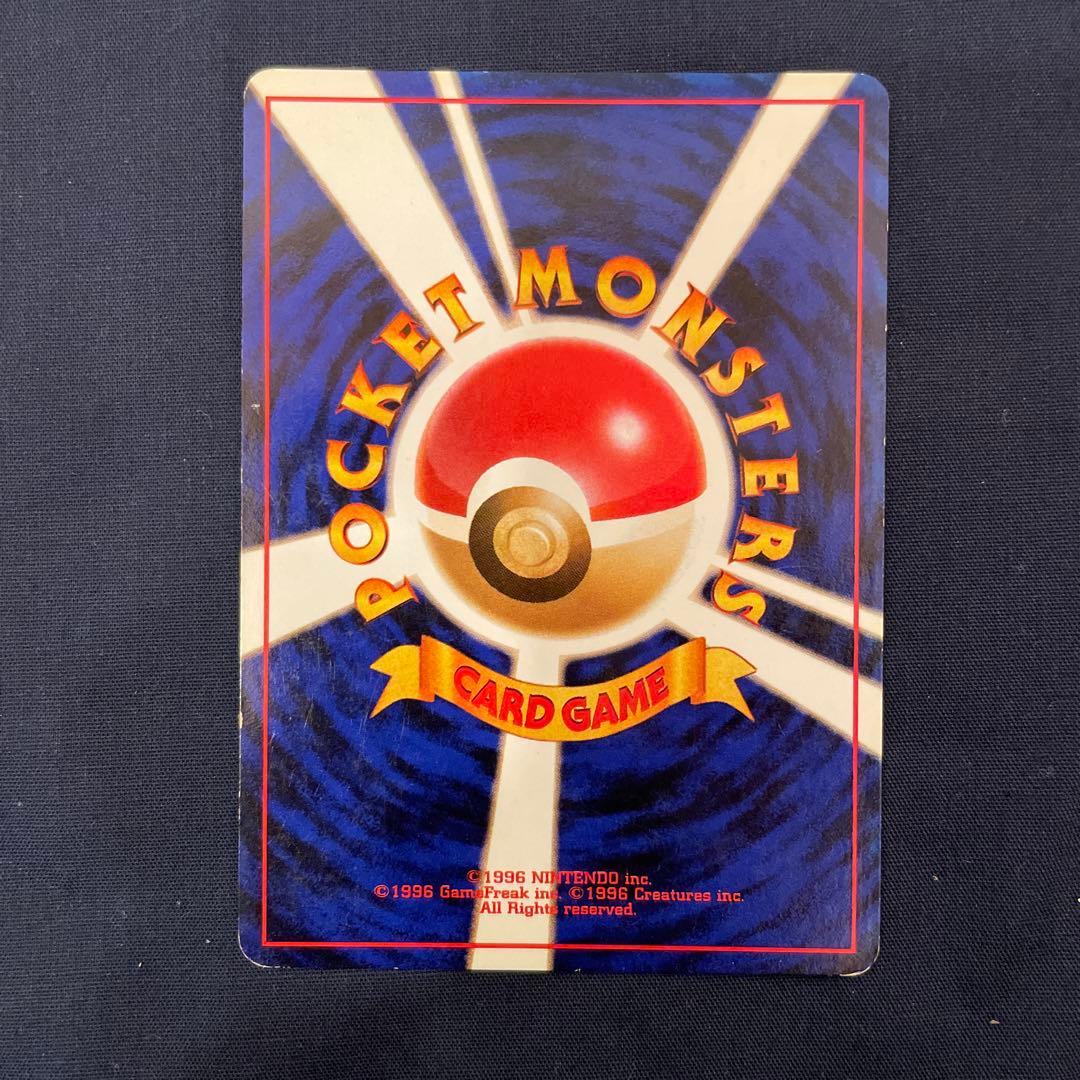 POCKET MONSTERS
CARD GAME
©1996 NINTENDO inc.
©1996 GameFreak inc. ©1996 Creatures inc.
All Rights reserved.